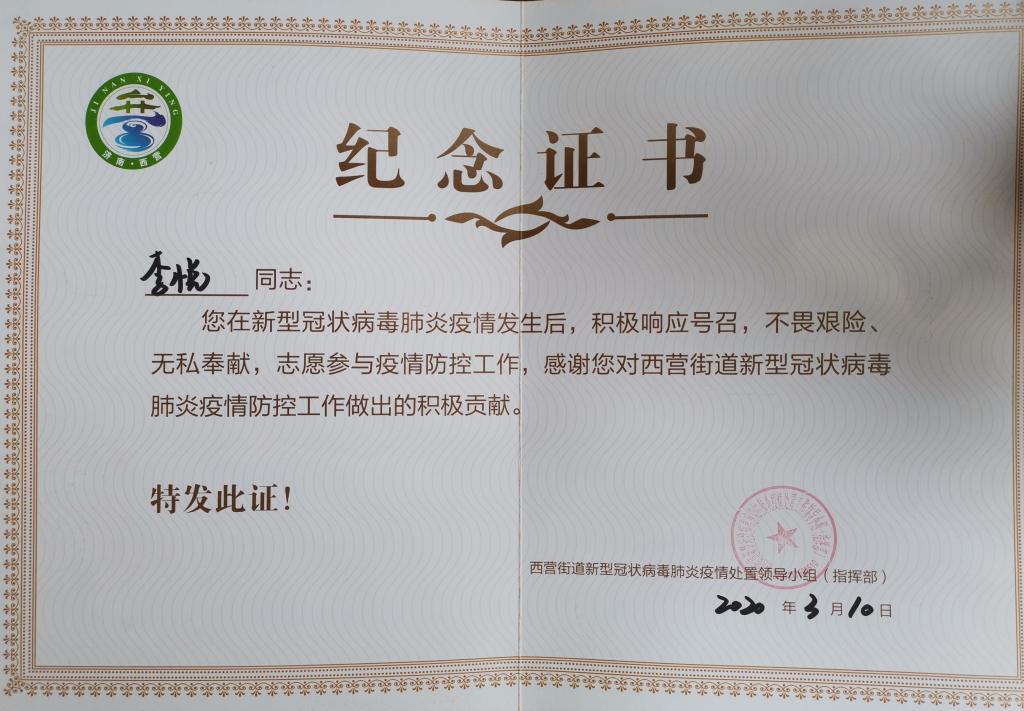 JI NAN XI YING
济南·西营
纪念证书
李悦 同志：
您在新型冠状病毒肺炎疫情发生后，积极响应号召，不畏艰险、
无私奉献，志愿参与疫情防控工作，感谢您对西营街道新型冠状病毒
肺炎疫情防控工作做出的积极贡献。
特发此证！
西营街道新型冠状病毒肺炎疫情处置领导小组（指挥部）
2020 年 3 月 10 日